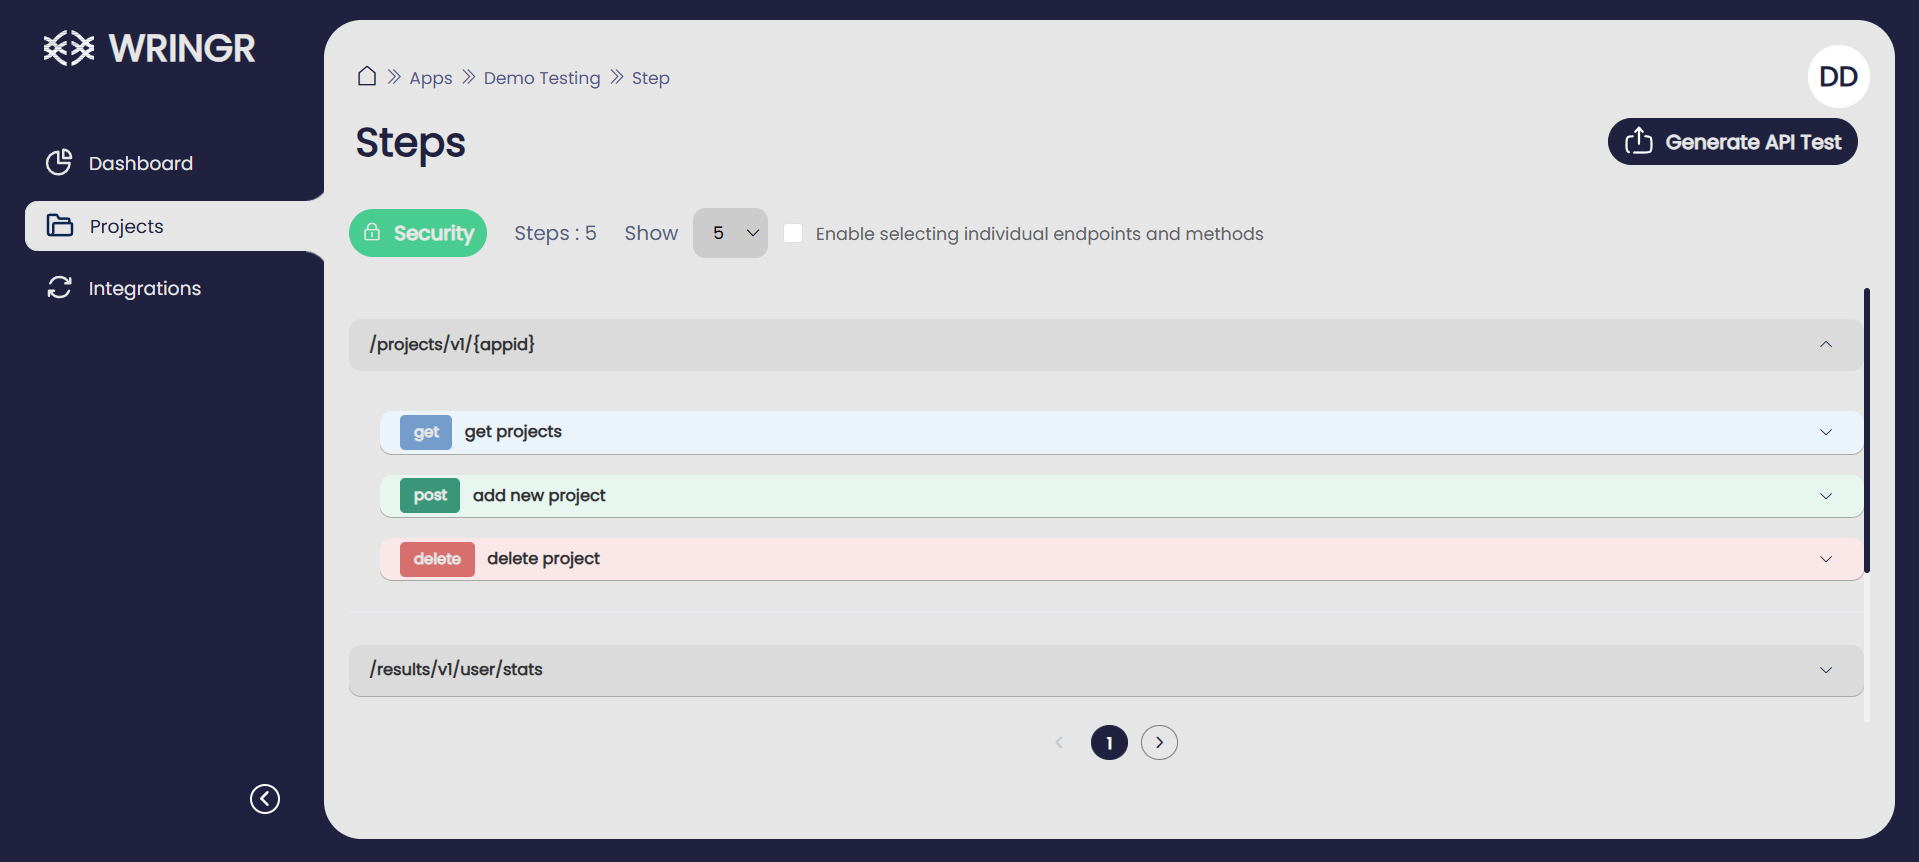 WRINGR
Dashboard
Projects
Integrations
Apps Demo Testing Step
DD
Steps
Generate API Test
Security Steps : 5 Show 5 Enable selecting individual endpoints and methods
/projects/v1/{appid}
get get projects
post add new project
delete delete project
/results/v1/user/stats
1